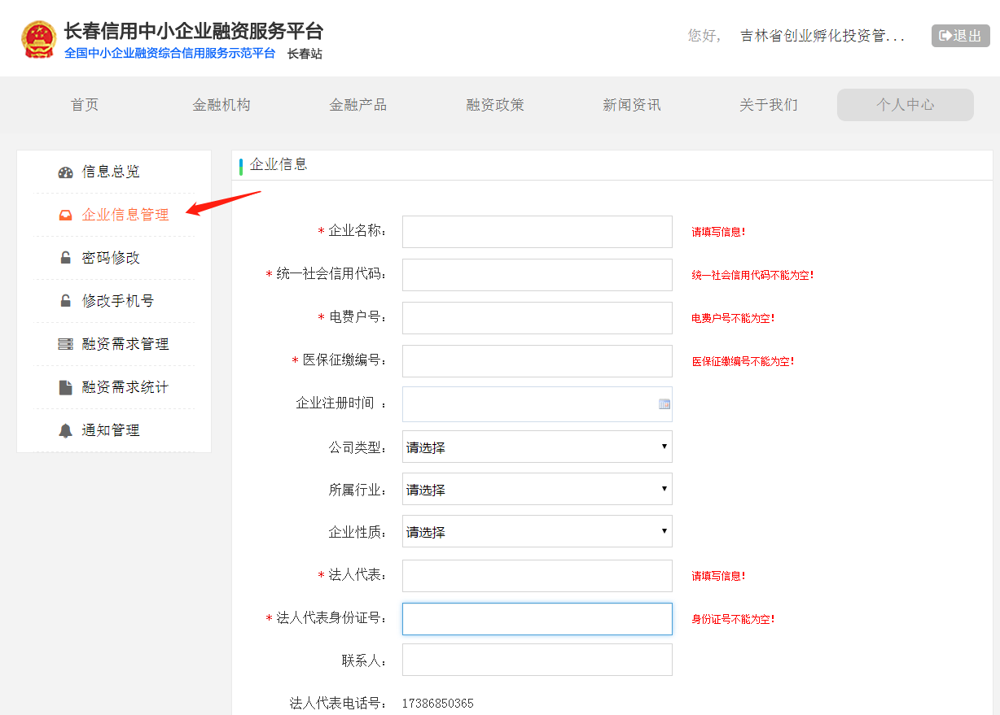 长春信用中小企业融资服务平台
全国中小企业融资综合信用服务示范平台 长春站
您好, 吉林省创业孵化投资管... 退出
首页 金融机构 金融产品 融资政策 新闻资讯 关于我们 个人中心
信息总览
企业信息管理
密码修改
修改手机号
融资需求管理
融资需求统计
通知管理
企业信息
* 企业名称: 请填写信息!
* 统一社会信用代码: 统一社会信用代码不能为空!
* 电费户号: 电费户号不能为空!
* 医保征缴编号: 医保征缴编号不能为空!
企业注册时间 :
公司类型: 请选择
所属行业: 请选择
企业性质: 请选择
* 法人代表: 请填写信息!
* 法人代表身份证号: 身份证号不能为空!
联系人:
法人代表电话号: 17386850365